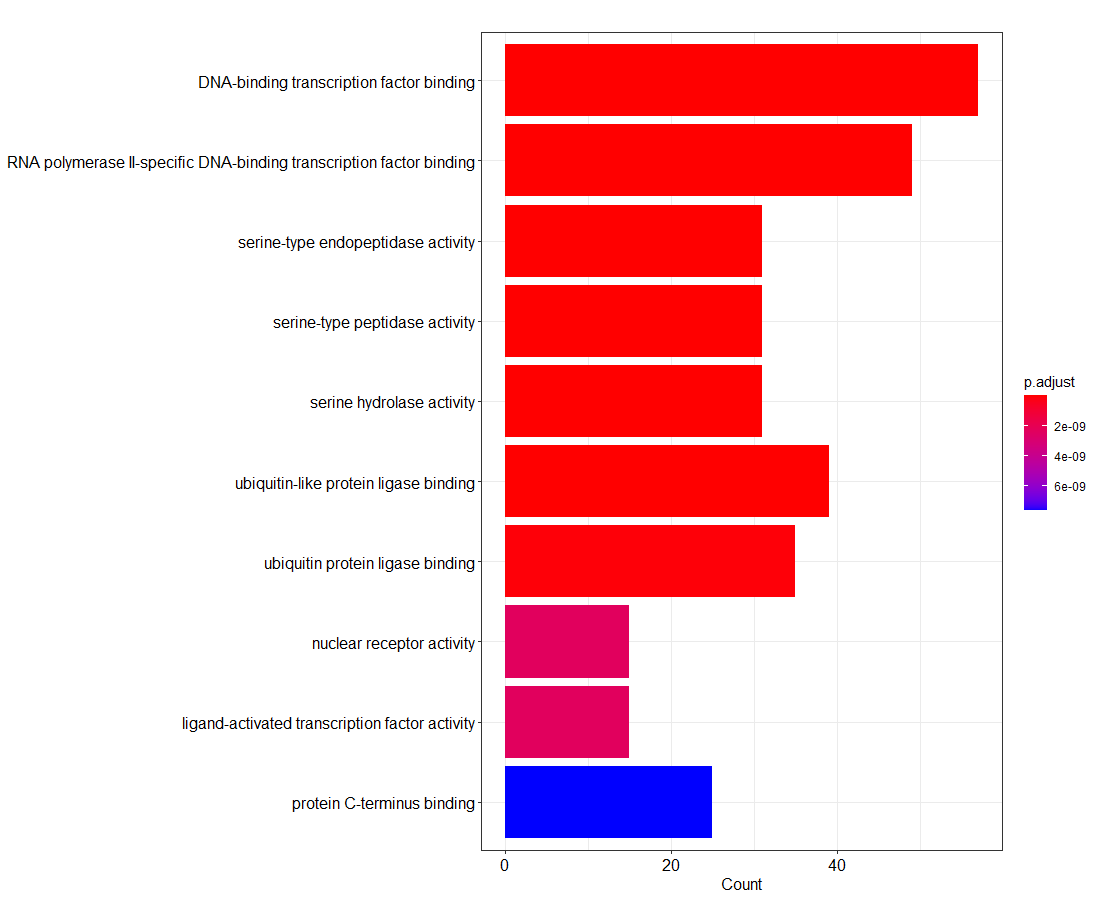 DNA-binding transcription factor binding
RNA polymerase II-specific DNA-binding transcription factor binding
serine-type endopeptidase activity
serine-type peptidase activity
serine hydrolase activity
ubiquitin-like protein ligase binding
ubiquitin protein ligase binding
nuclear receptor activity
ligand-activated transcription factor activity
protein C-terminus binding
0 20 40
Count
p.adjust
2e-09
4e-09
6e-09